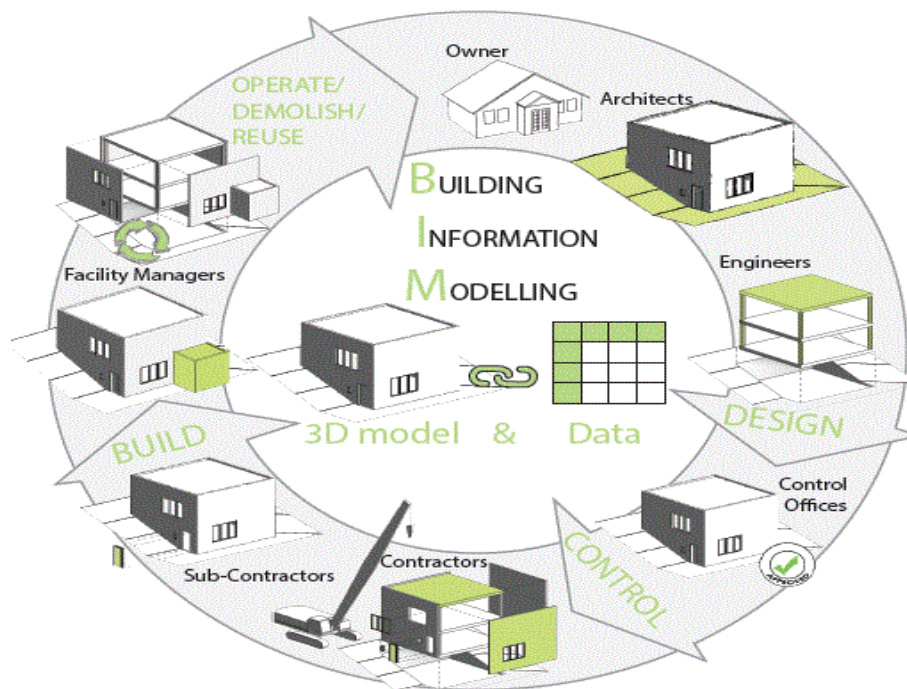 Owner
Architects
OPERATE/
DEMOLISH/
REUSE
BUILDING
INFORMATION
MODELLING
Engineers
Facility Managers
DESIGN
3D model & Data
BUILD
Control
Offices
APPROVED
CONTROL
Contractors
Sub-Contractors